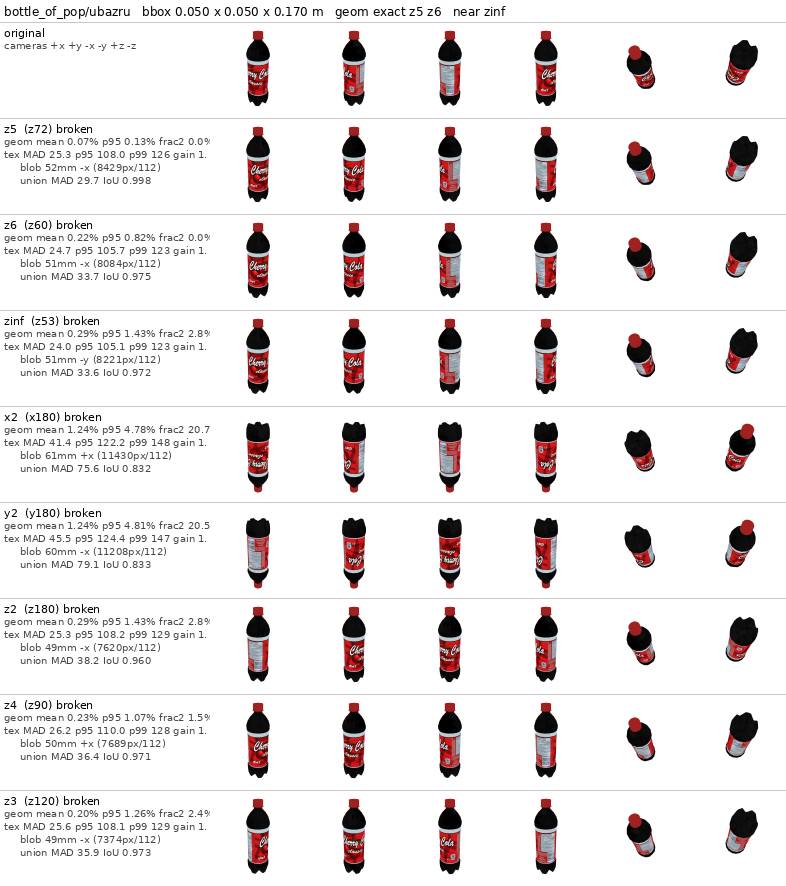 bottle_of_pop/ubazru   bbox 0.050 x 0.050 x 0.170 m   geom exact z5 z6   near zinf
original
cameras +x +y -x -y +z -z
z5  (z72) broken
geom mean 0.07% p95 0.13% frac2 0.0%
tex MAD 25.3 p95 108.0 p99 126 gain 1.
blob 52mm -x (8429px/112)
union MAD 29.7 IoU 0.998
z6  (z60) broken
geom mean 0.22% p95 0.82% frac2 0.0%
tex MAD 24.7 p95 105.7 p99 123 gain 1.
blob 51mm -x (8084px/112)
union MAD 33.7 IoU 0.975
zinf  (z53) broken
geom mean 0.29% p95 1.43% frac2 2.8%
tex MAD 24.0 p95 105.1 p99 123 gain 1.
blob 51mm -y (8221px/112)
union MAD 33.6 IoU 0.972
x2  (x180) broken
geom mean 1.24% p95 4.78% frac2 20.7
tex MAD 41.4 p95 122.2 p99 148 gain 1.
blob 61mm +x (11430px/112)
union MAD 75.6 IoU 0.832
y2  (y180) broken
geom mean 1.24% p95 4.81% frac2 20.5
tex MAD 45.5 p95 124.4 p99 147 gain 1.
blob 60mm -x (11208px/112)
union MAD 79.1 IoU 0.833
z2  (z180) broken
geom mean 0.29% p95 1.43% frac2 2.8%
tex MAD 25.3 p95 108.2 p99 129 gain 1.
blob 49mm -x (7620px/112)
union MAD 38.2 IoU 0.960
z4  (z90) broken
geom mean 0.23% p95 1.07% frac2 1.5%
tex MAD 26.2 p95 110.0 p99 128 gain 1.
blob 50mm +x (7689px/112)
union MAD 36.4 IoU 0.971
z3  (z120) broken
geom mean 0.20% p95 1.26% frac2 2.4%
tex MAD 25.6 p95 108.1 p99 129 gain 1.
blob 49mm -x (7374px/112)
union MAD 35.9 IoU 0.973